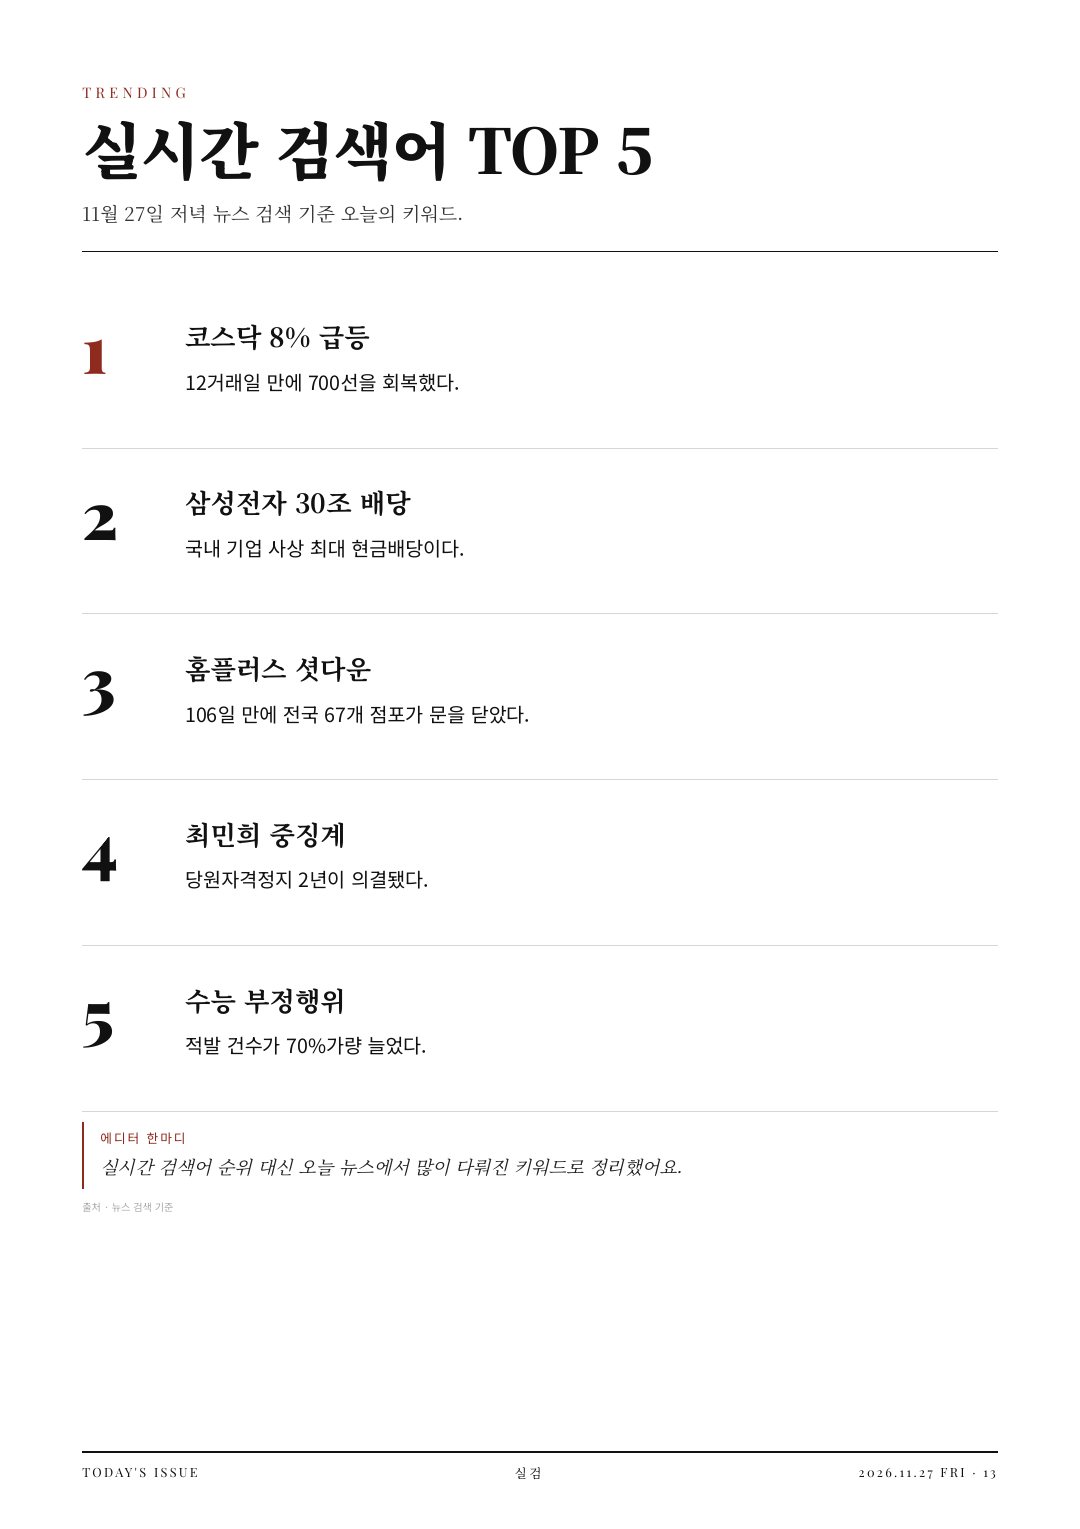 TRENDING
실시간 검색어 TOP 5
11월 27일 저녁 뉴스 검색 기준 오늘의 키워드.
1
코스닥 8% 급등
12거래일 만에 700선을 회복했다.
2
삼성전자 30조 배당
국내 기업 사상 최대 현금배당이다.
3
홈플러스 셧다운
106일 만에 전국 67개 점포가 문을 닫았다.
4
최민희 중징계
당원자격정지 2년이 의결됐다.
5
수능 부정행위
적발 건수가 70%가량 늘었다.
에디터 한마디
실시간 검색어 순위 대신 오늘 뉴스에서 많이 다뤄진 키워드로 정리했어요.
출처 · 뉴스 검색 기준
TODAY'S ISSUE
실검
2026.11.27 FRI · 13